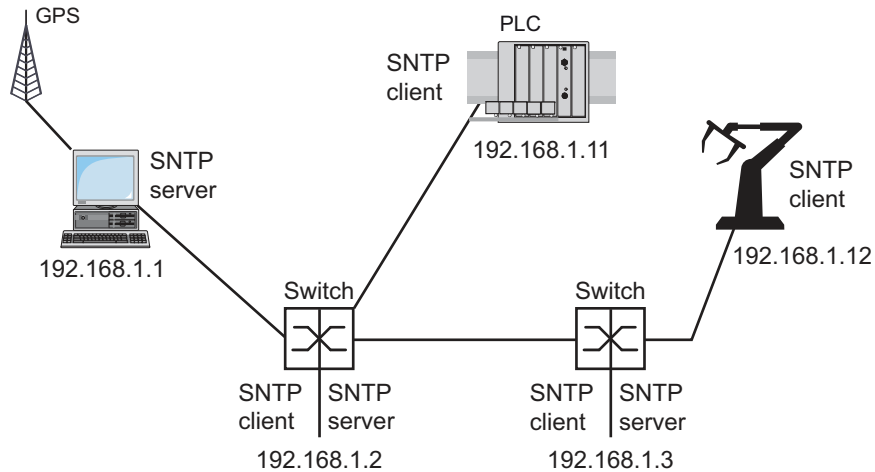 GPS
PLC
SNTP
client
192.168.1.11
SNTP
server
192.168.1.1
SNTP
client
192.168.1.12
Switch
SNTP
client
SNTP
server
192.168.1.2
Switch
SNTP
client
SNTP
server
192.168.1.3